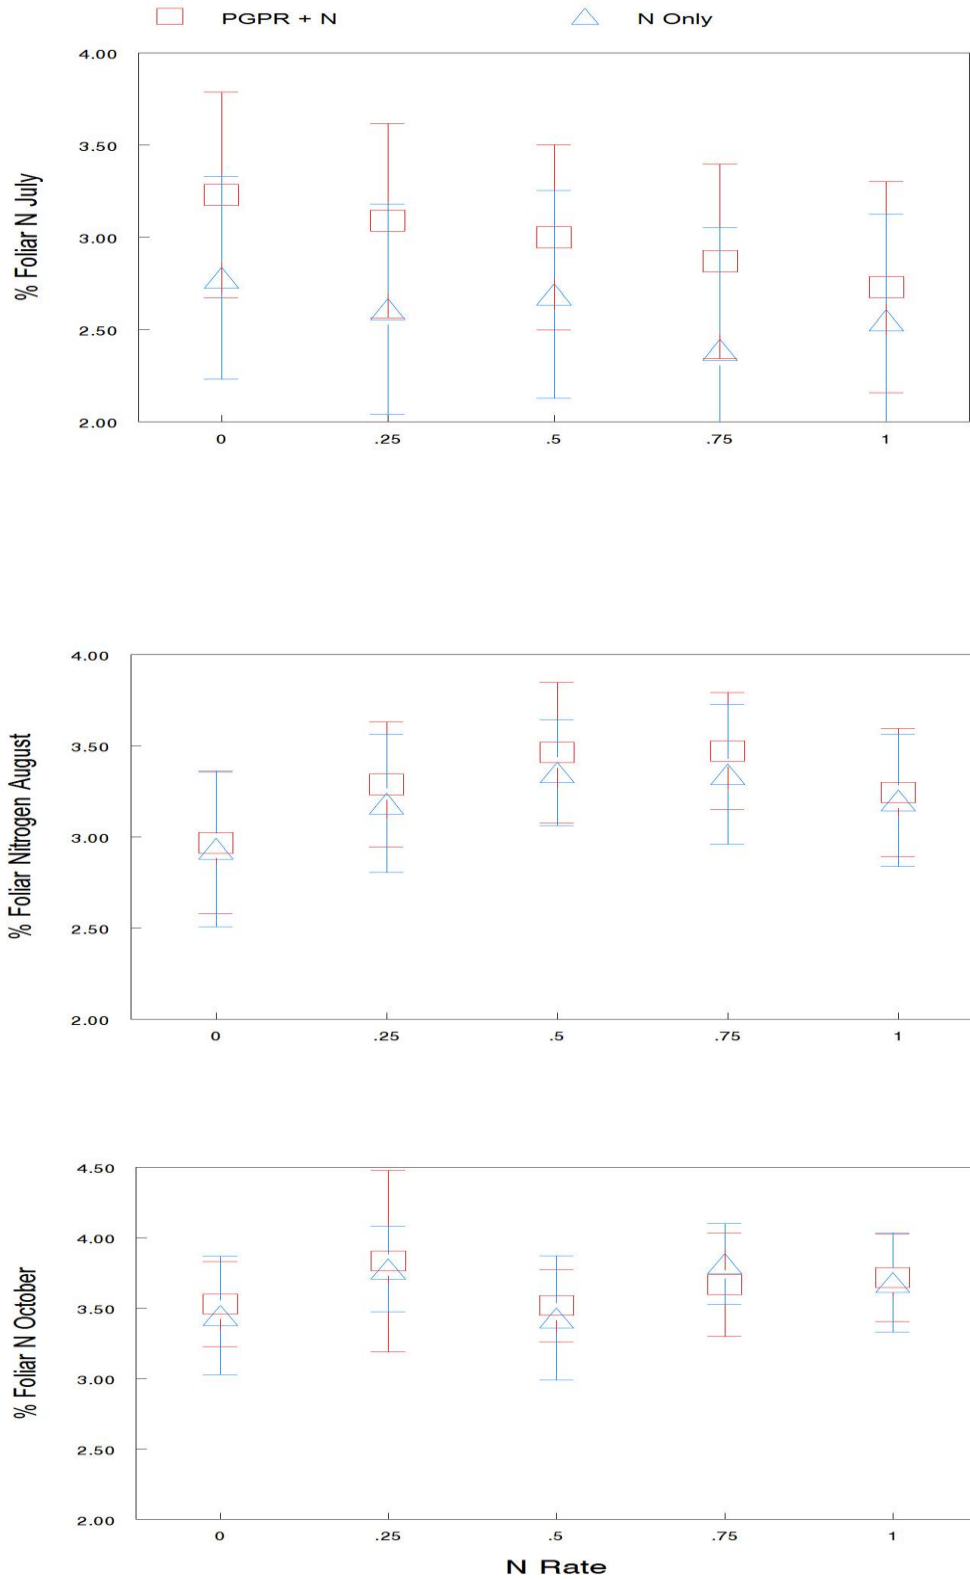 PGPR + N N Only
% Foliar N July
4.00
3.50
3.00
2.50
2.00
0 .25 .5 .75 1
% Foliar Nitrogen August
4.00
3.50
3.00
2.50
2.00
0 .25 .5 .75 1
% Foliar N October
4.50
4.00
3.50
3.00
2.50
2.00
0 .25 .5 .75 1
N Rate